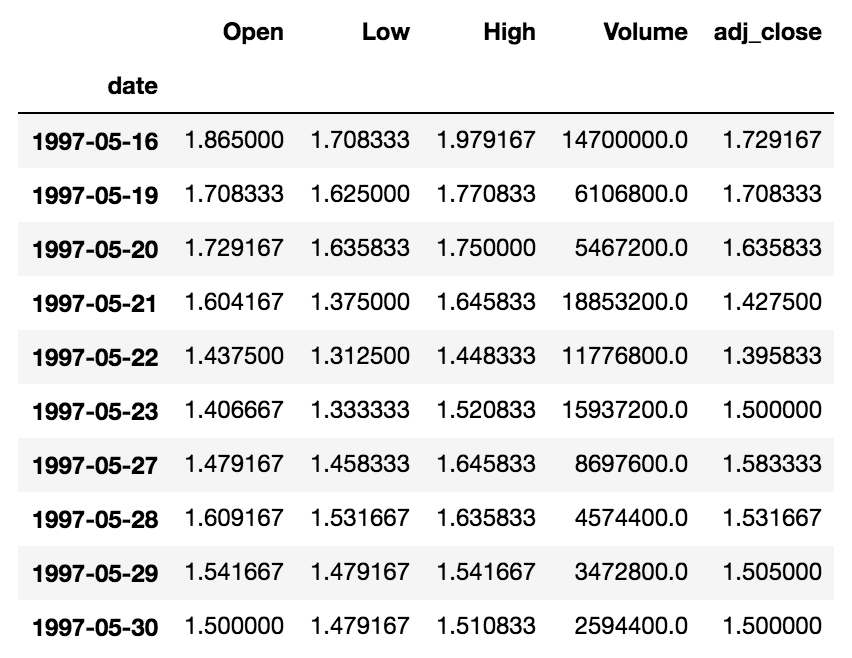 Open Low High Volume adj_close
date
1997-05-16 1.865000 1.708333 1.979167 14700000.0 1.729167
1997-05-19 1.708333 1.625000 1.770833 6106800.0 1.708333
1997-05-20 1.729167 1.635833 1.750000 5467200.0 1.635833
1997-05-21 1.604167 1.375000 1.645833 18853200.0 1.427500
1997-05-22 1.437500 1.312500 1.448333 11776800.0 1.395833
1997-05-23 1.406667 1.333333 1.520833 15937200.0 1.500000
1997-05-27 1.479167 1.458333 1.645833 8697600.0 1.583333
1997-05-28 1.609167 1.531667 1.635833 4574400.0 1.531667
1997-05-29 1.541667 1.479167 1.541667 3472800.0 1.505000
1997-05-30 1.500000 1.479167 1.510833 2594400.0 1.500000